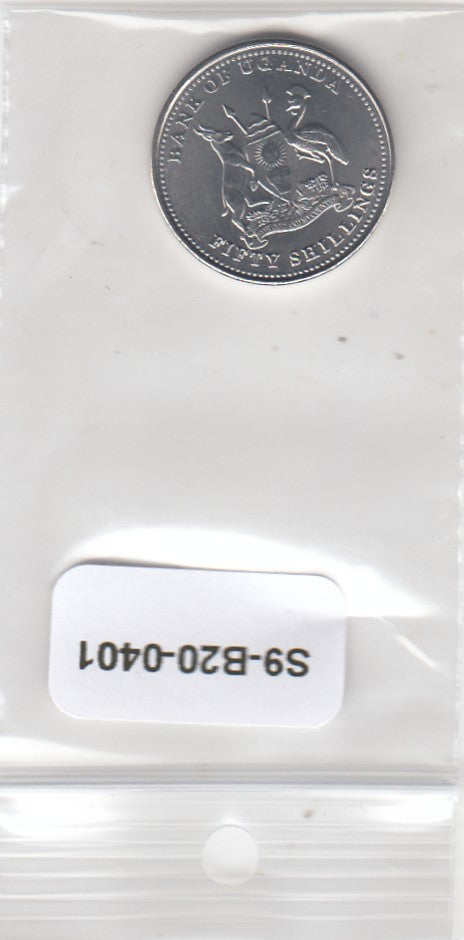 BANK OF UGANDA
FIFTY SHILLINGS
S9-B20-0401